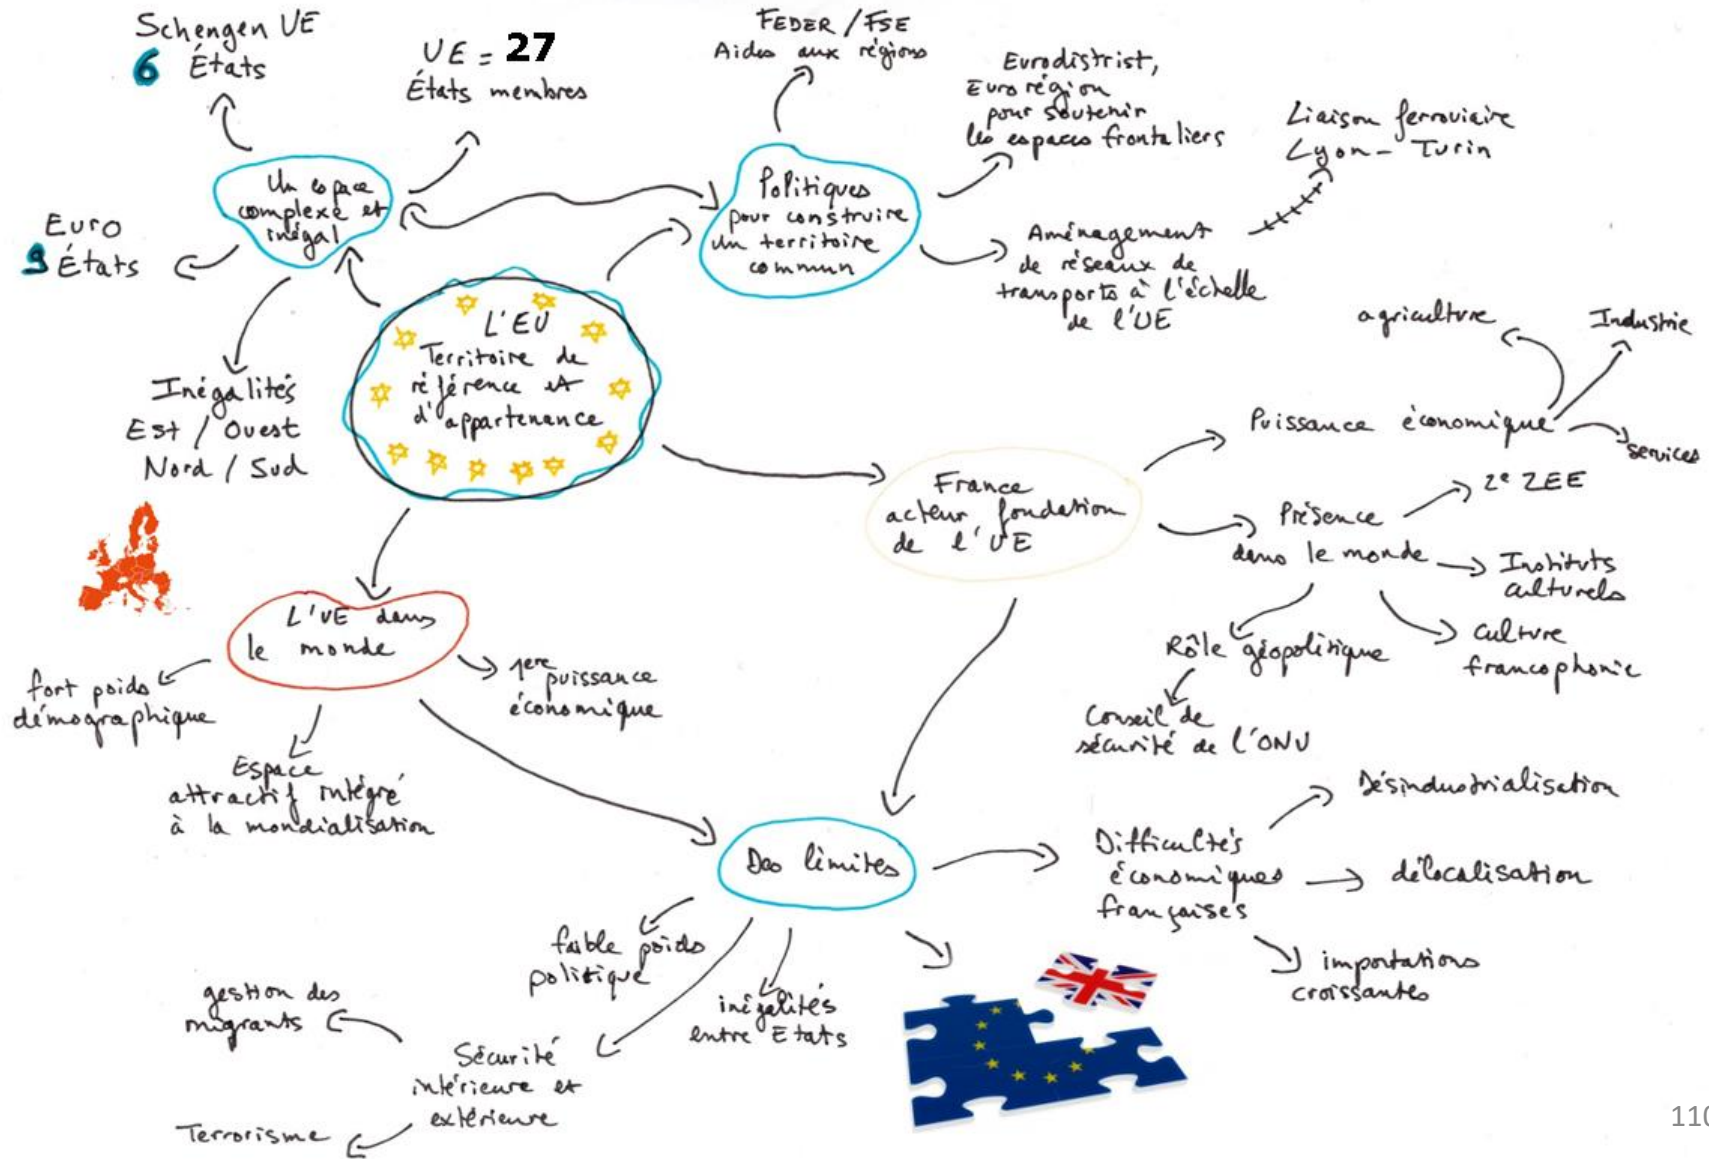 Schengen UE
6 États
UE = 27
États membres
FEDER / FSE
Aides aux régions
Eurodistrist,
Eurorégion
pour soutenir
les espaces frontaliers
Liaison ferroviaire
Lyon - Turin
Un espace
complexe et
inégal
Politiques
pour construire
un territoire
commun
Euro
9 États
Aménagement
de réseaux de
transports à l'échelle
de l'UE
L'EU
Territoire de
référence et
d'appartenance
Inégalités
Est / Ouest
Nord / Sud
agriculture
Industrie
Puissance économique
services
France
acteur fondation
de l'UE
2e ZEE
Présence
dans le monde
Instituts
culturels
culture
francophonie
Rôle géopolitique
Conseil de
sécurité de l'ONU
L'UE dans
le monde
fort poids
démographique
1ere
puissance
économique
Espace
attractif intégré
à la mondialisation
Des limites
Difficultés
économiques
françaises
Désindustrialisation
délocalisation
importations
croissantes
faible poids
politique
inégalités
entre Etats
gestion des
migrants
Sécurité
intérieure et
extérieure
Terrorisme
110